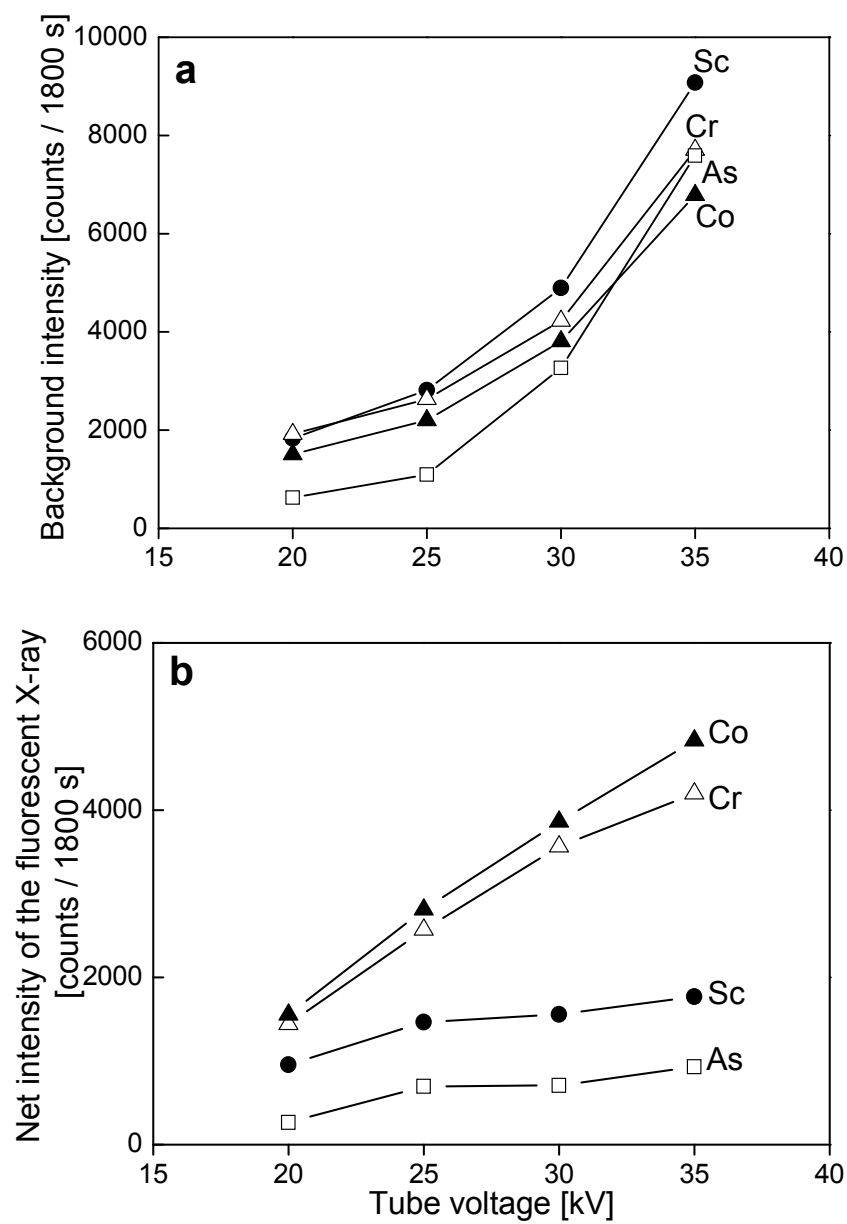 a
Background intensity [counts / 1800 s]
10000
8000
6000
4000
2000
0
Sc
Cr
As
Co
15 20 25 30 35 40
b
Net intensity of the fluorescent X-ray
[counts / 1800 s]
6000
4000
2000
0
Co
Cr
Sc
As
15 20 25 30 35 40
Tube voltage [kV]